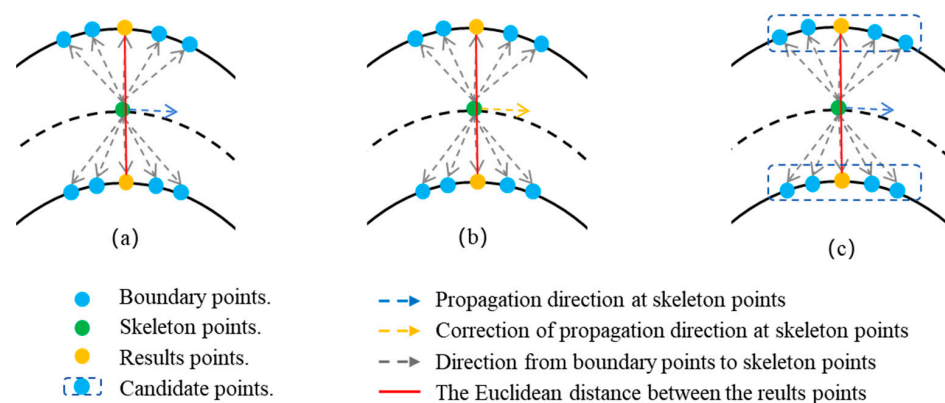 (a)
(b)
(c)
Boundary points.
Skeleton points.
Results points.
Candidate points.
Propagation direction at skeleton points
Correction of propagation direction at skeleton points
Direction from boundary points to skeleton points
The Euclidean distance between the reults points